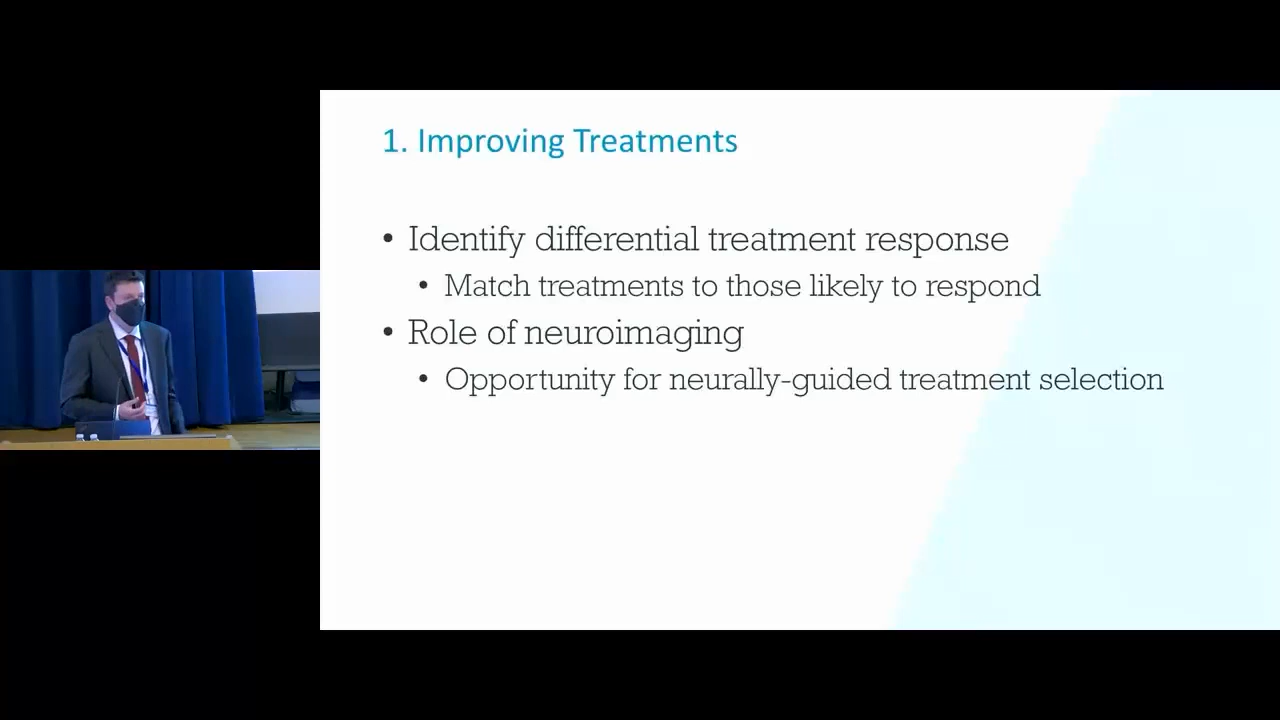 1. Improving Treatments
• Identify differential treatment response
• Match treatments to those likely to respond
• Role of neuroimaging
• Opportunity for neurally-guided treatment selection